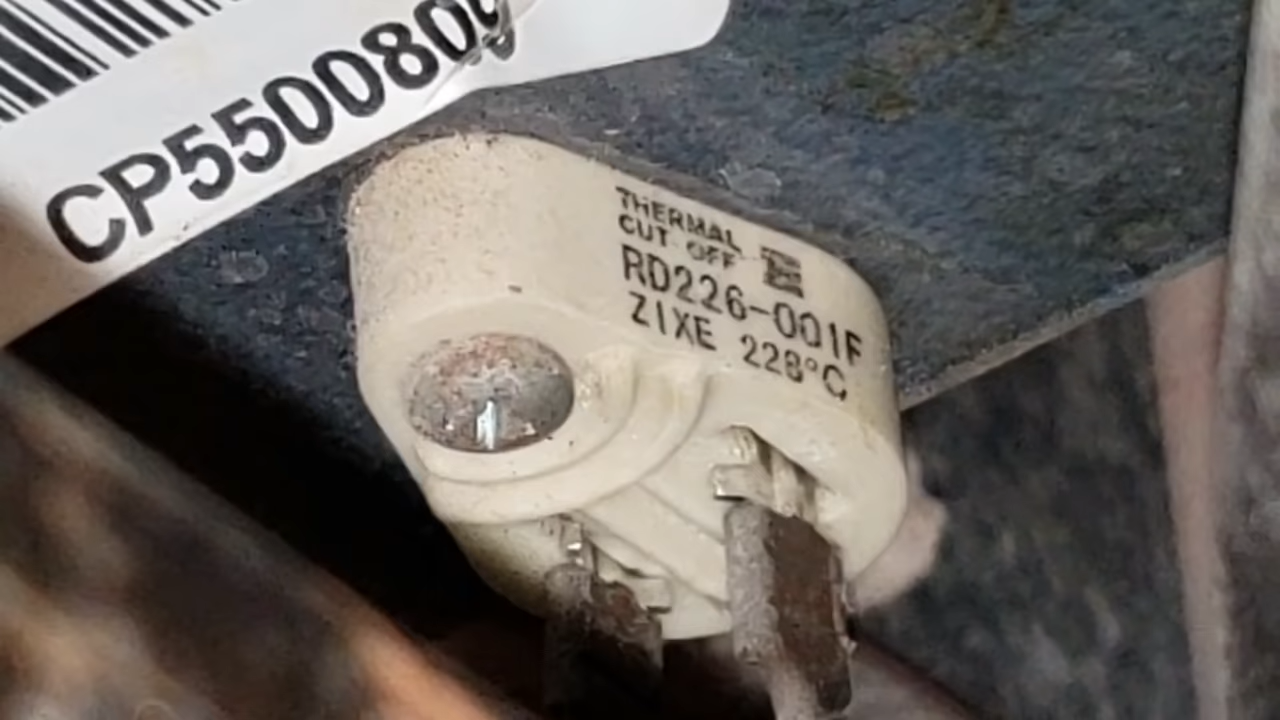 CP5500809
THERMAL
CUT OFF
RD226-001F
ZIXE 228°C